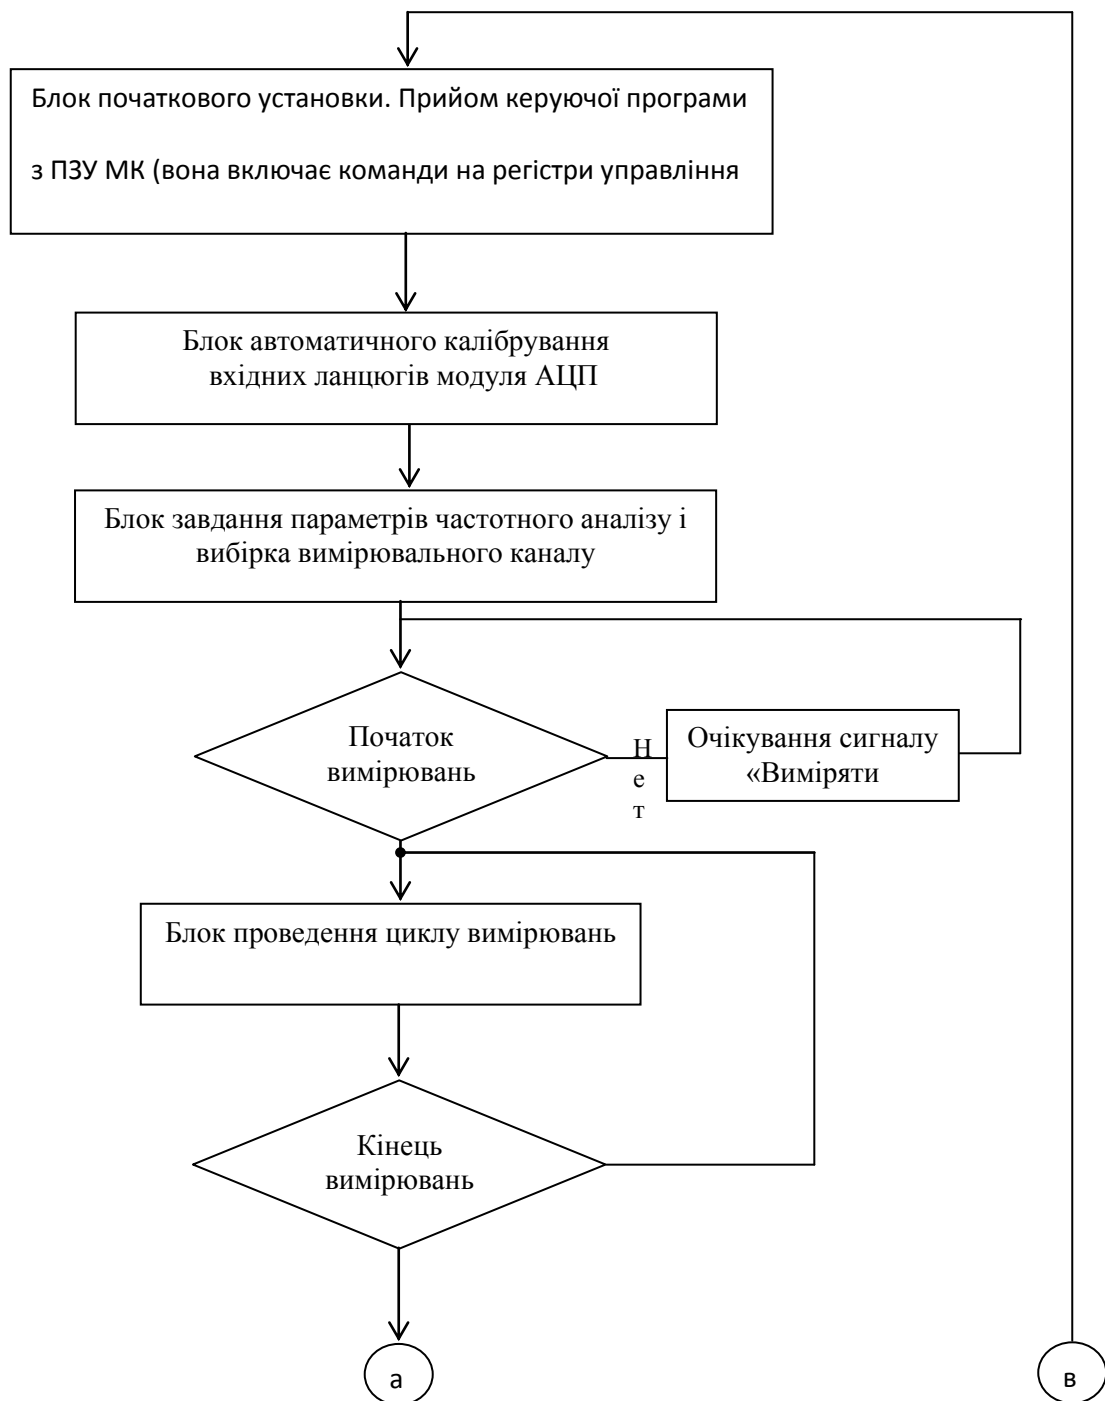 Блок початкового установки. Прийом керуючої програми
з ПЗУ МК (вона включає команди на регістри управління
Блок автоматичного калібрування
вхідних ланцюгів модуля АЦП
Блок завдання параметрів частотного аналізу і
вибірка вимірювального каналу
Початок
вимірювань
Н
е
т
Очікування сигналу
«Виміряти
Блок проведення циклу вимірювань
Кінець
вимірювань
а
в